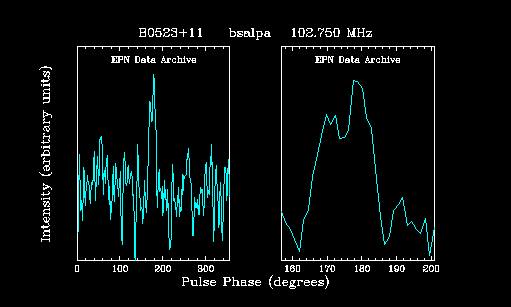 B0523+11 bsalpa 102.750 MHz
EPN Data Archive EPN Data Archive
Intensity (arbitrary units)
0 100 200 300 160 170 180 190 200
Pulse Phase (degrees)